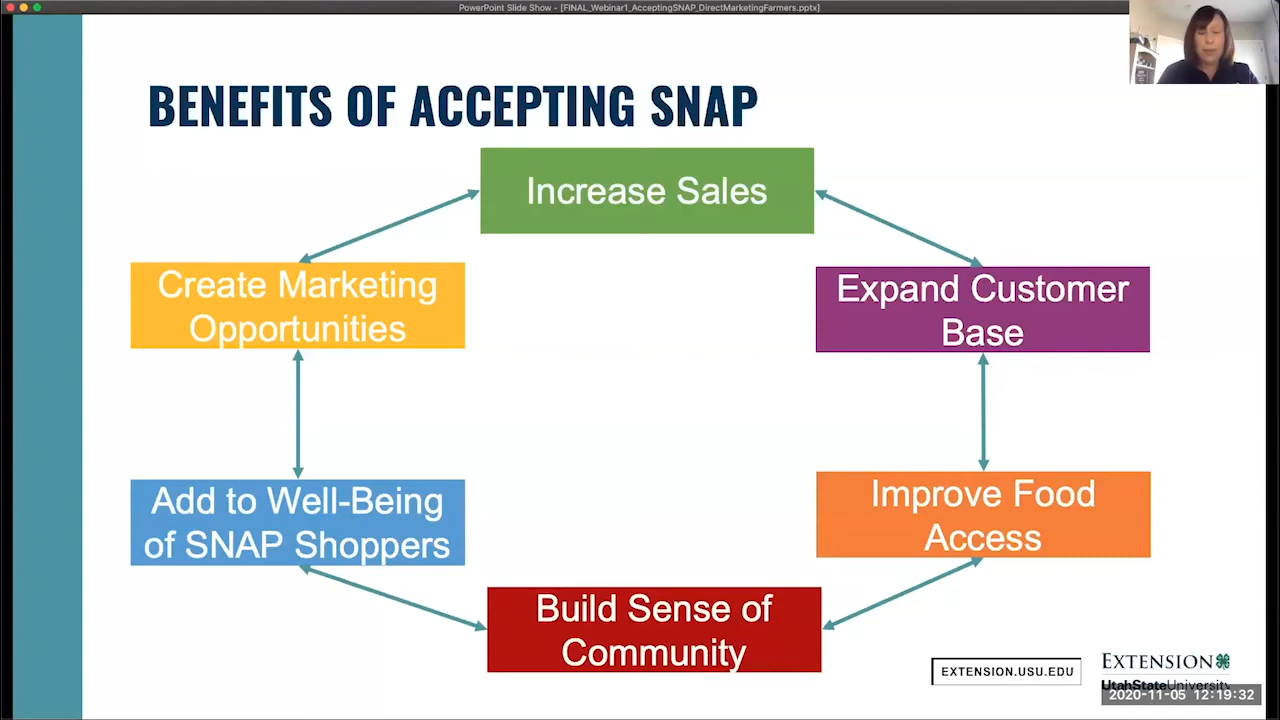 PowerPoint Slide Show - [FINAL_Webinar1_AcceptingSNAP_DirectMarketingFarmers.pptx]
BENEFITS OF ACCEPTING SNAP
Increase Sales
Create Marketing
Opportunities
Expand Customer
Base
Add to Well-Being
of SNAP Shoppers
Improve Food
Access
Build Sense of
Community
EXTENSION.USU.EDU
EXTENSION
UtahStateUniversity
2020-11-05 12:19:32